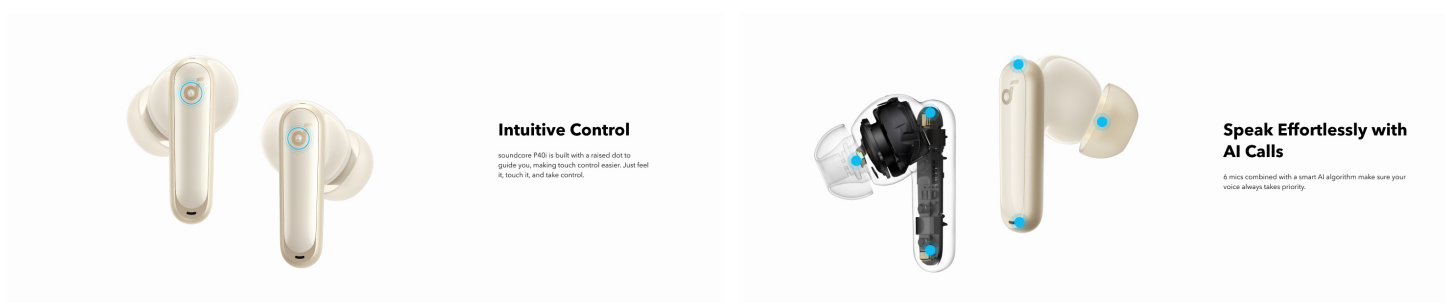 Intuitive Control
soundcore P40i is built with a raised dot to
guide you, making touch control easier. Just feel
it, touch it, and take control.
Speak Effortlessly with
AI Calls
6 mics combined with a smart AI algorithm make sure your
voice always takes priority.